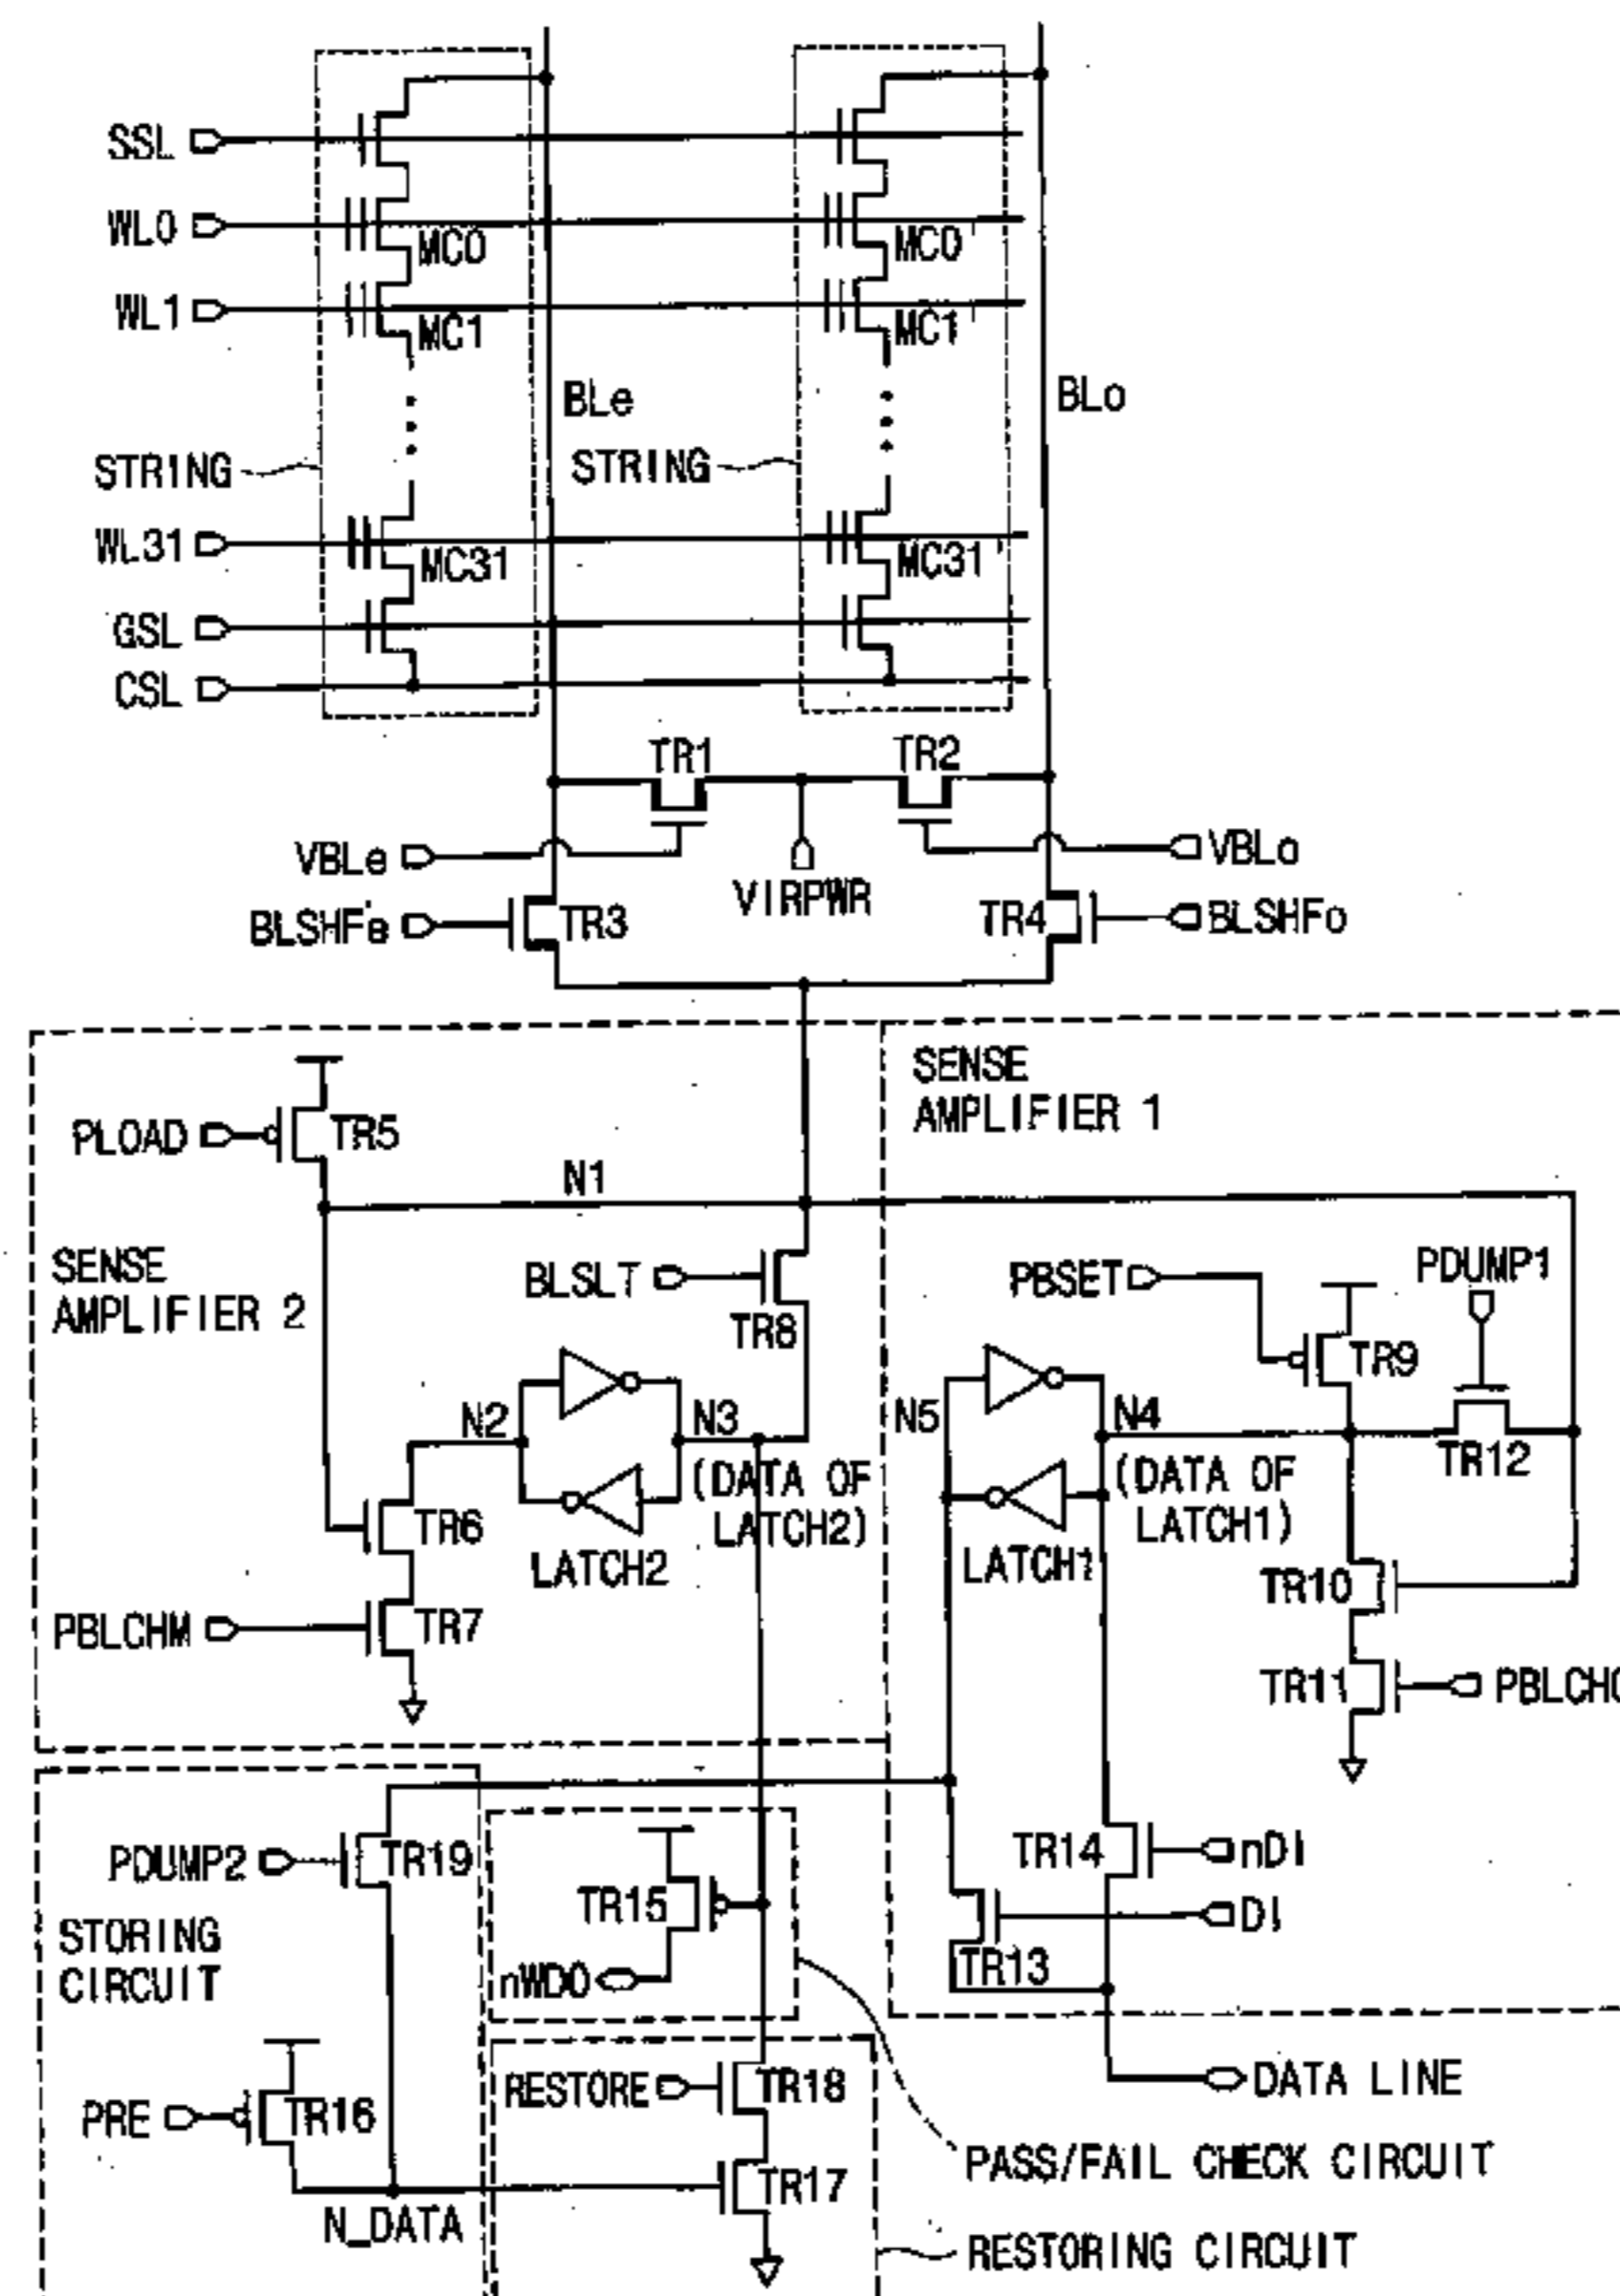 SSL
WL0
MC0
MC0
WL1
MC1
MC1
BLe
BLo
STRING
STRING
WL31
MC31
MC31
GSL
CSL
TR1
TR2
VBLe
VBLo
VIRPWR
BLSHFe
TR3
TR4
BLSHFo
SENSE
AMPLIFIER 1
PLOAD
TR5
N1
SENSE
AMPLIFIER 2
BLSLT
TR8
PBSET
PDUMP1
TR9
N2
N3
N5
N4
TR12
(DATA OF
LATCH2)
(DATA OF
LATCH1)
TR6
LATCH2
LATCH1
TR10
PBLCHM
TR7
TR11
PDUMP2
TR19
TR14
nDI
TR15
DI
STORING
CIRCUIT
nWDO
TR13
RESTORE
TR18
DATA LINE
PRE
TR16
PASS/FAIL CHECK CIRCUIT
TR17
N_DATA
RESTORING CIRCUIT